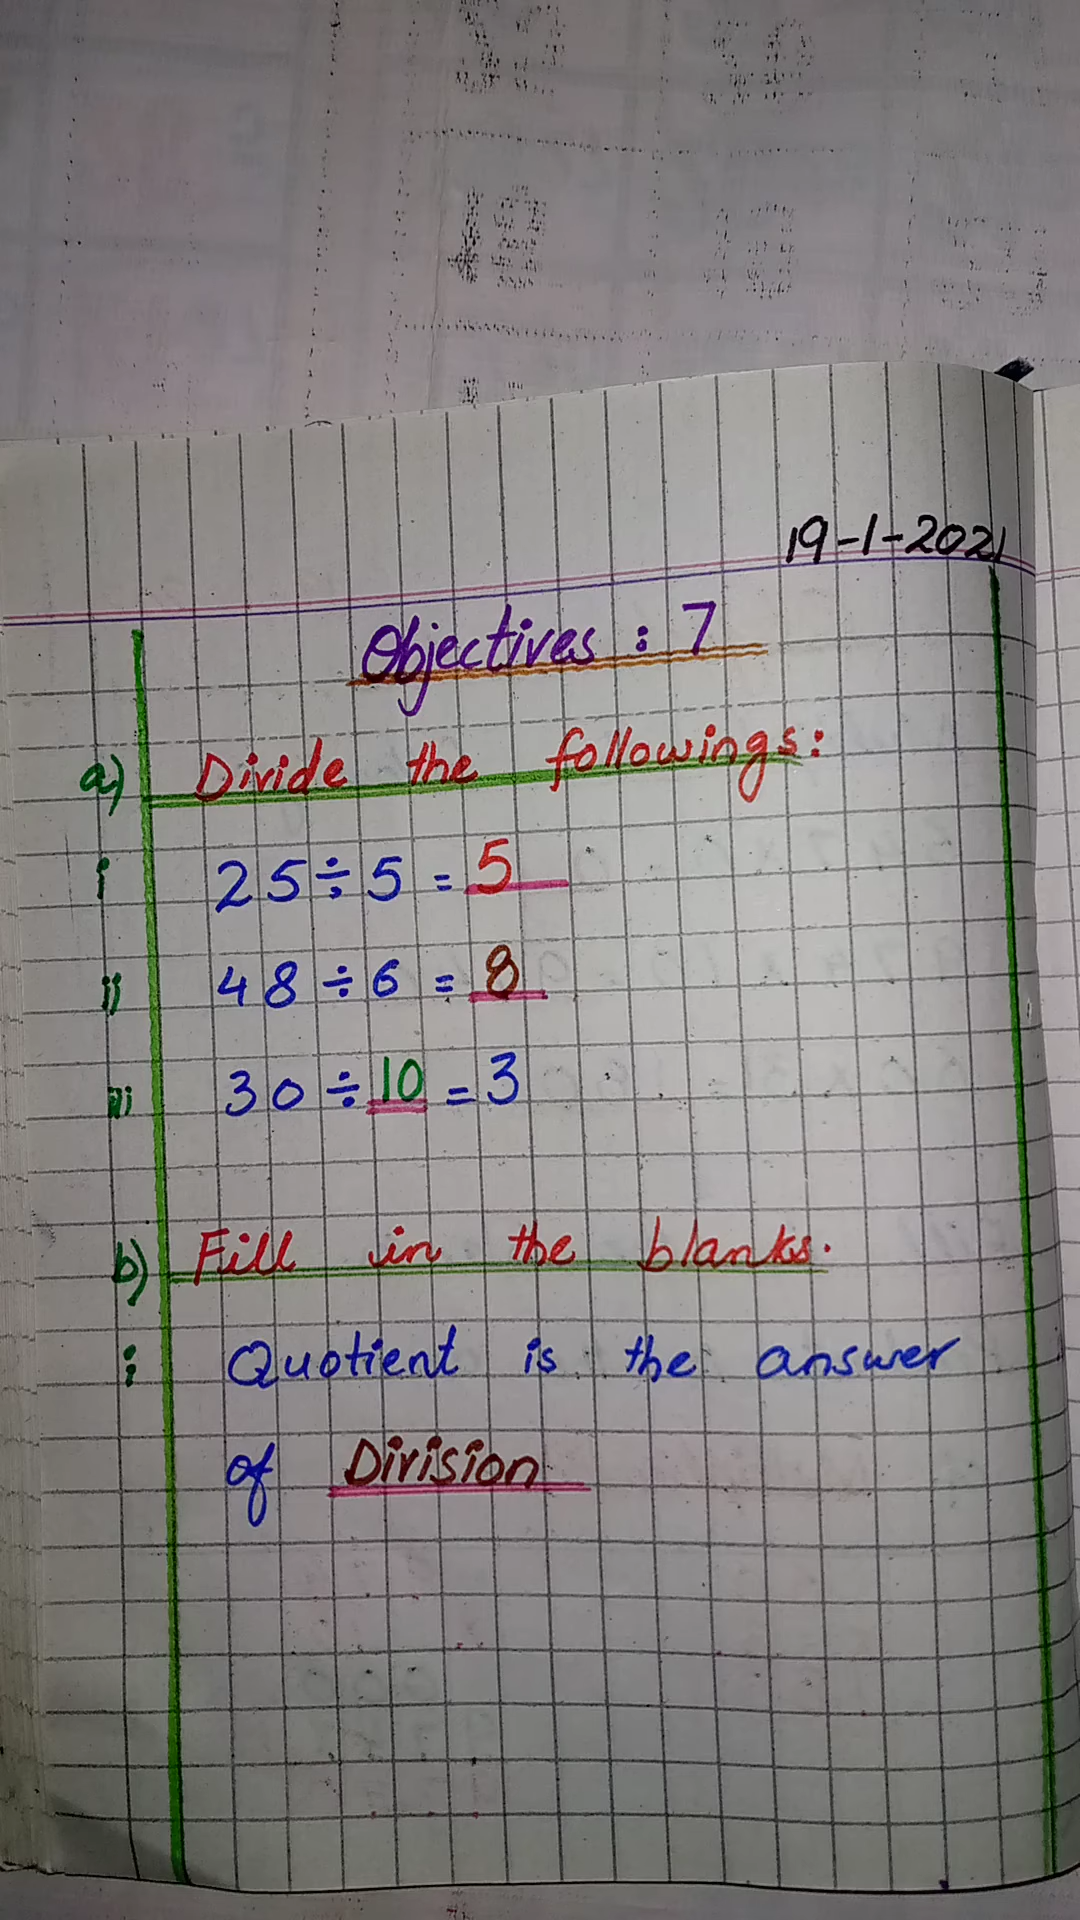 19-1-2021
Objectives : 7
a) Divide the followings:
i 25÷5 = 5
ii 48÷6 = 8
iii 30÷10 = 3
b) Fill in the blanks.
i Quotient is the answer
of Division